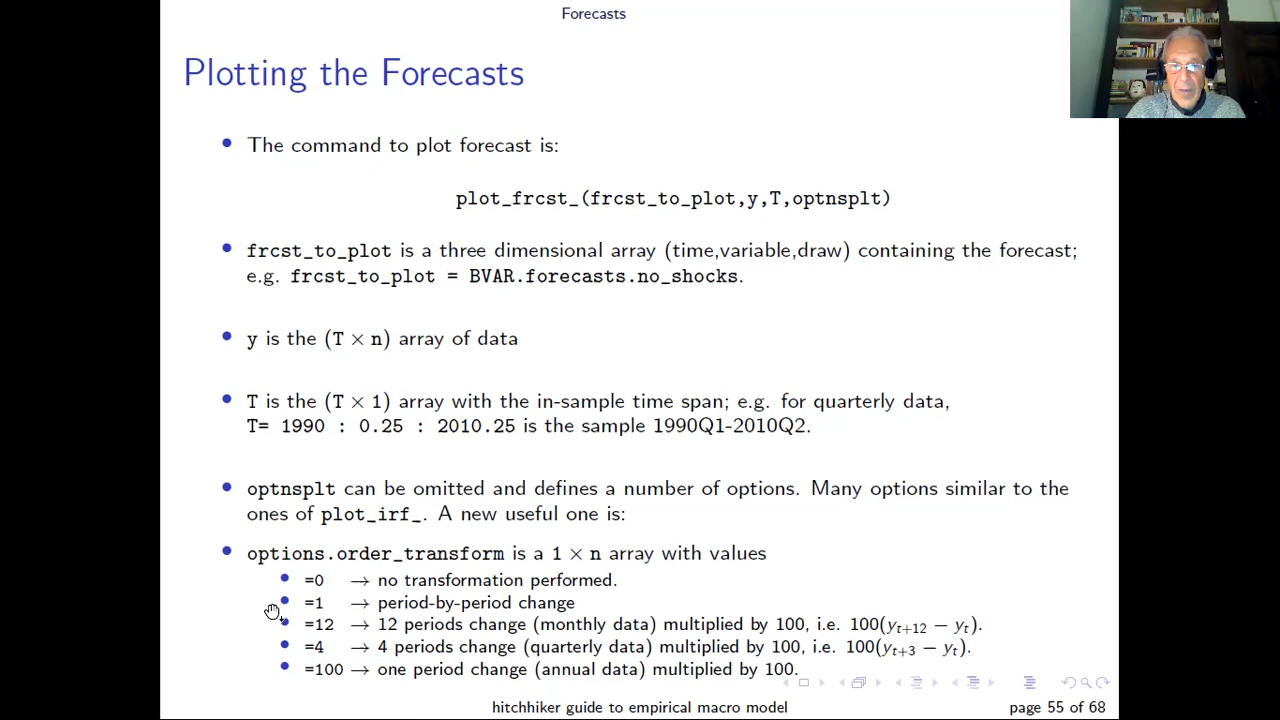 Forecasts
Plotting the Forecasts
• The command to plot forecast is:
plot_frcst_(frcst_to_plot,y,T,optnsplt)
• frcst_to_plot is a three dimensional array (time,variable,draw) containing the forecast;
e.g. frcst_to_plot = BVAR.forecasts.no_shocks.
• y is the (T × n) array of data
• T is the (T × 1) array with the in-sample time span; e.g. for quarterly data,
T= 1990 : 0.25 : 2010.25 is the sample 1990Q1-2010Q2.
• optnsplt can be omitted and defines a number of options. Many options similar to the
ones of plot_irf_. A new useful one is:
• options.order_transform is a 1 × n array with values
• =0 → no transformation performed.
• =1 → period-by-period change
• =12 → 12 periods change (monthly data) multiplied by 100, i.e. 100(y_{t+12} − y_t).
• =4 → 4 periods change (quarterly data) multiplied by 100, i.e. 100(y_{t+3} − y_t).
• =100 → one period change (annual data) multiplied by 100.
hitchhiker guide to empirical macro model page 55 of 68